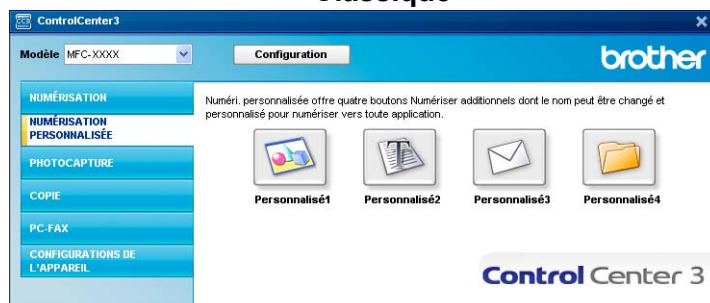 Classique
ControlCenter3
Modèle MFC-XXXX
Configuration
brother
NUMÉRISATION
NUMÉRISATION
PERSONNALISÉE
PHOTOCAPTURE
COPIE
PC-FAX
CONFIGURATIONS DE
L'APPAREIL
Numéri. personnalisée offre quatre boutons Numériser additionnels dont le nom peut être changé et
personnalisé pour numériser vers toute application.
Personnalisé1
Personnalisé2
Personnalisé3
Personnalisé4
Control Center 3